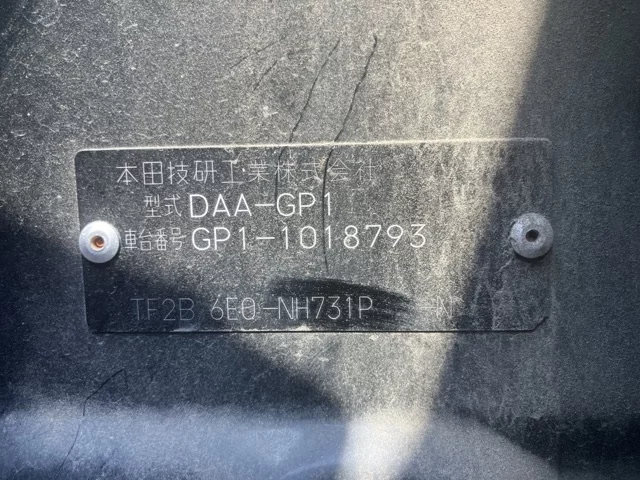 本田技研工業株式会社
型式 DAA-GP1
車台番号 GP1-1018793
TF2B 6E0-NH731P -N